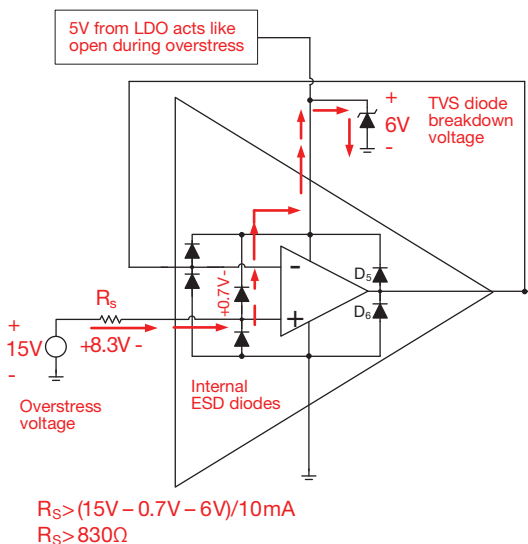 5V from LDO acts like
open during overstress
+
6V
-
TVS diode
breakdown
voltage
+0.7V-
-
+
D5
D6
Rs
+
15V
-
+8.3V -
Overstress
voltage
Internal
ESD diodes
RS>(15V – 0.7V – 6V)/10mA
RS>830Ω